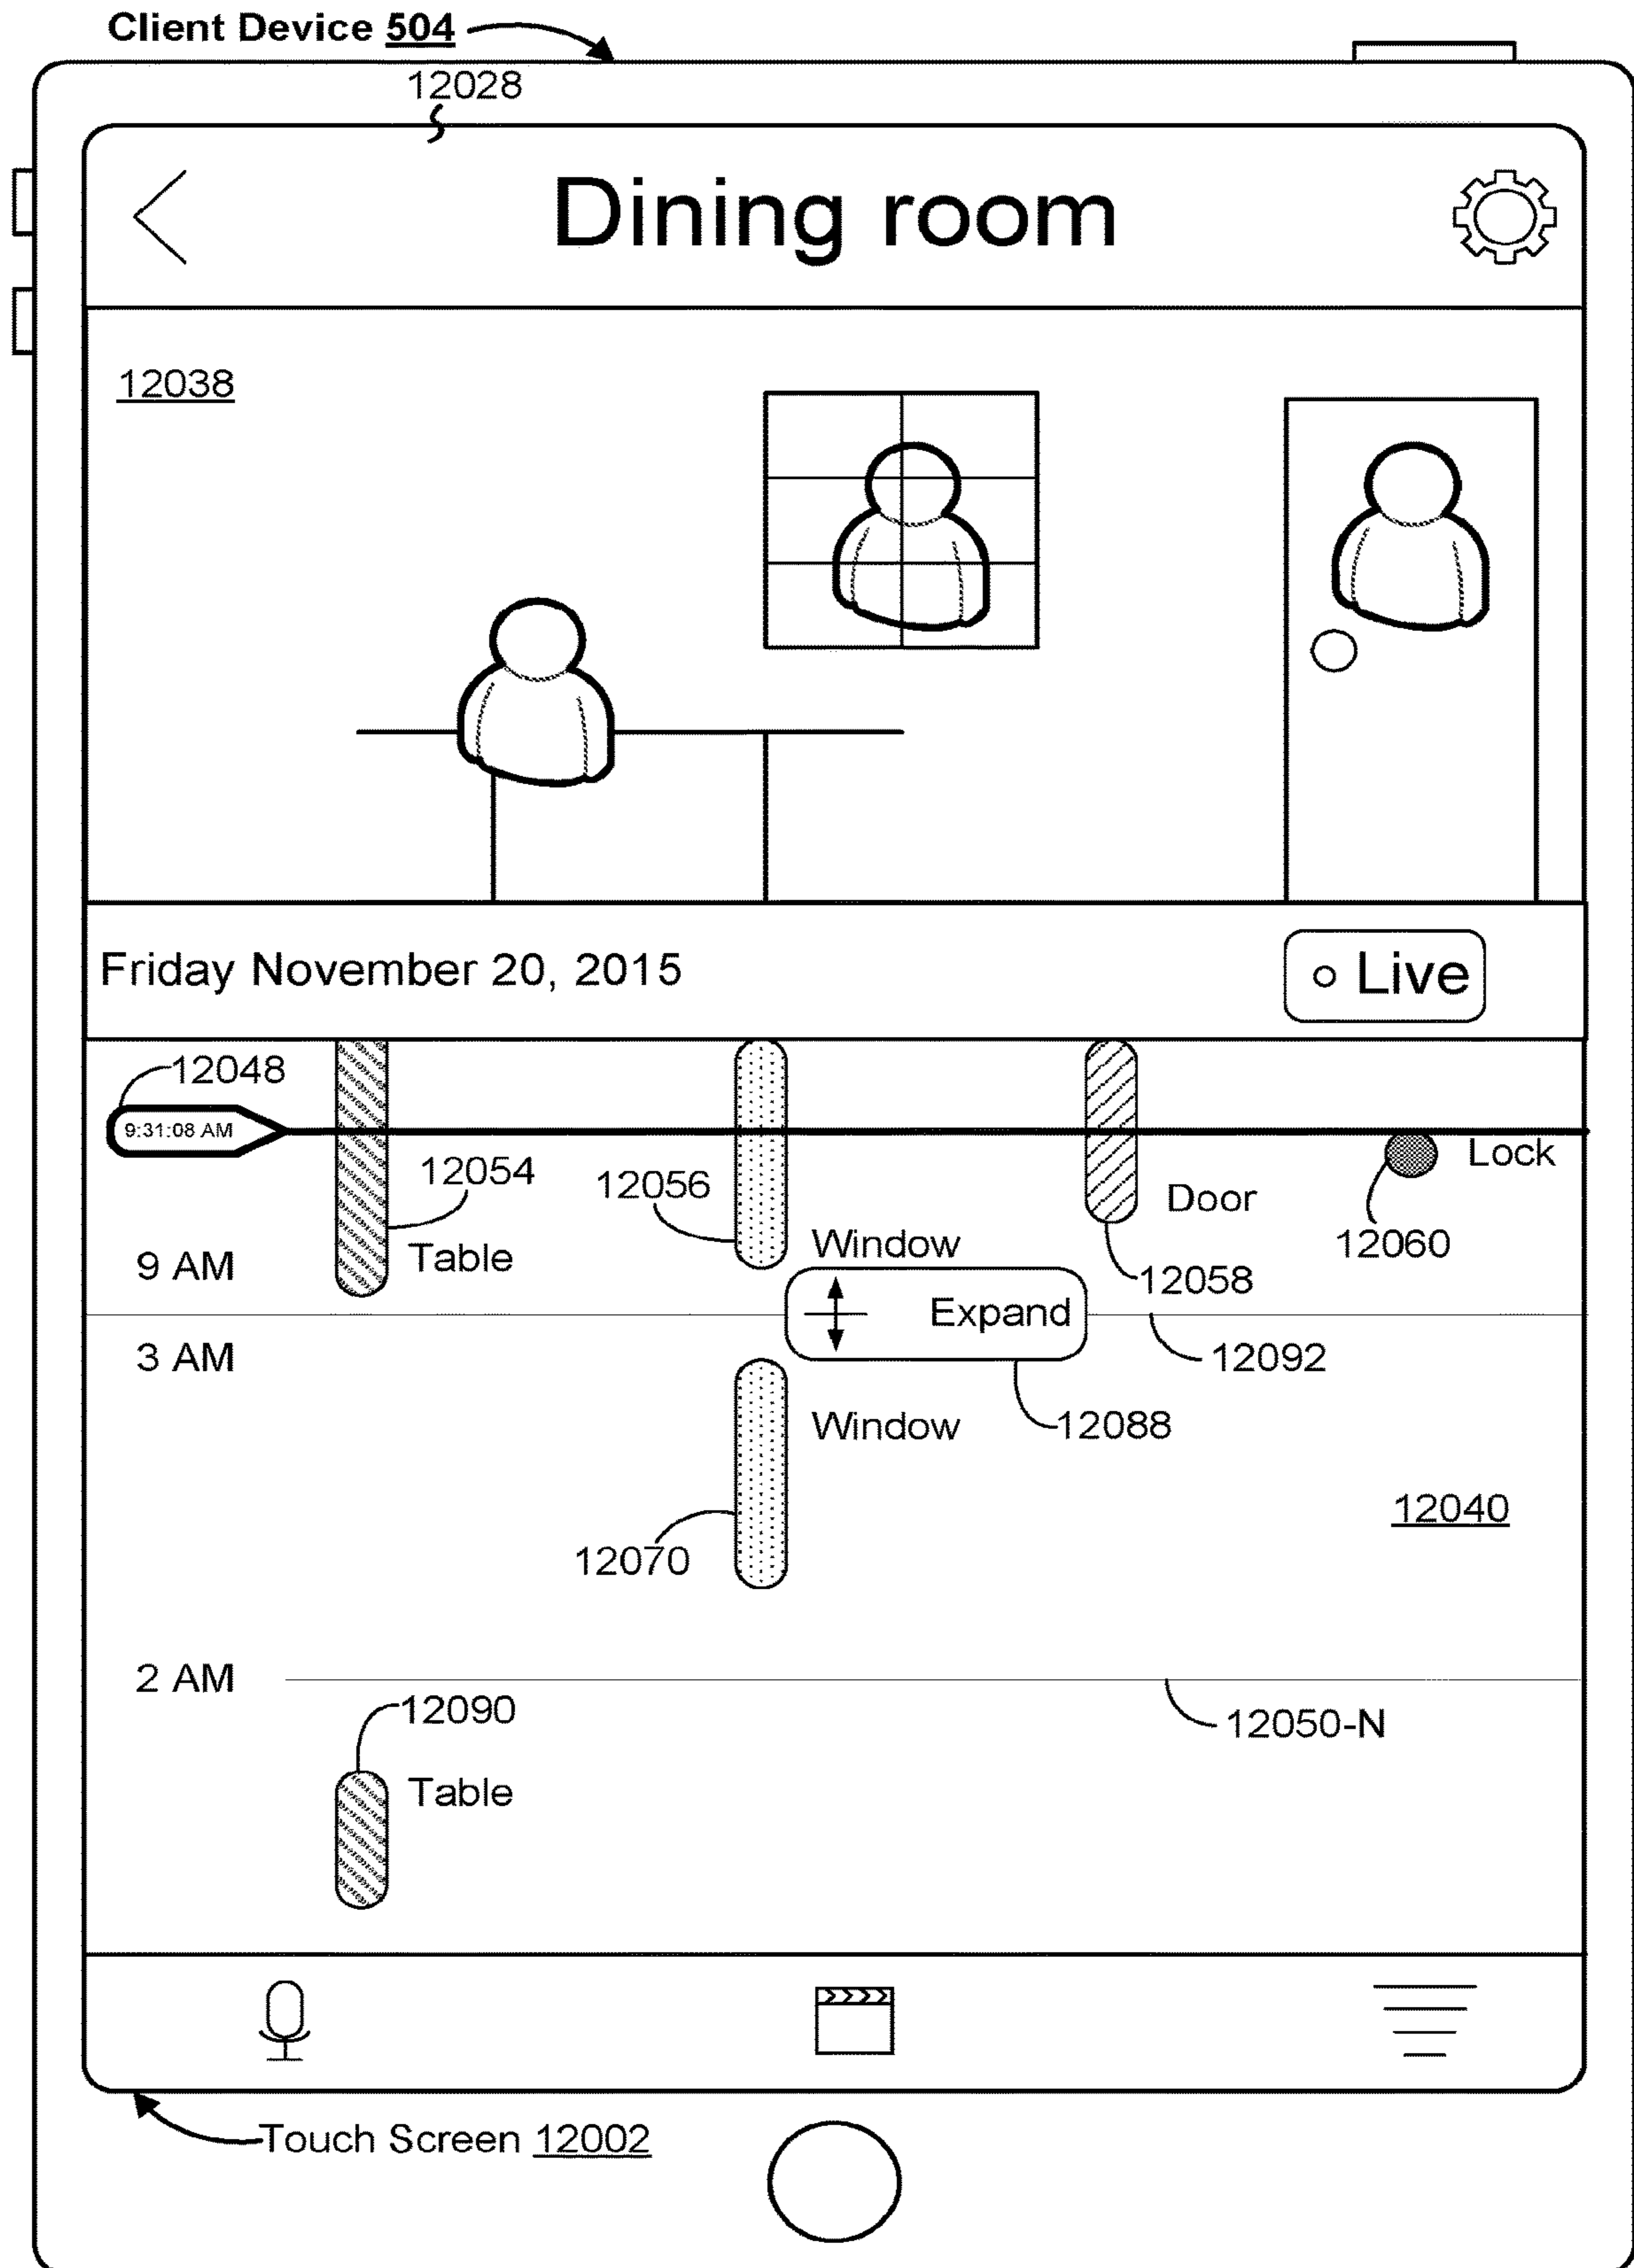 Client Device 504
12028
Dining room
12038
Friday November 20, 2015
Live
12048
9:31:08 AM
Lock
12054
12056
Door
12060
Window
9 AM
Table
12058
Expand
3 AM
12092
Window
12088
12040
12070
2 AM
12090
12050-N
Table
Touch Screen 12002